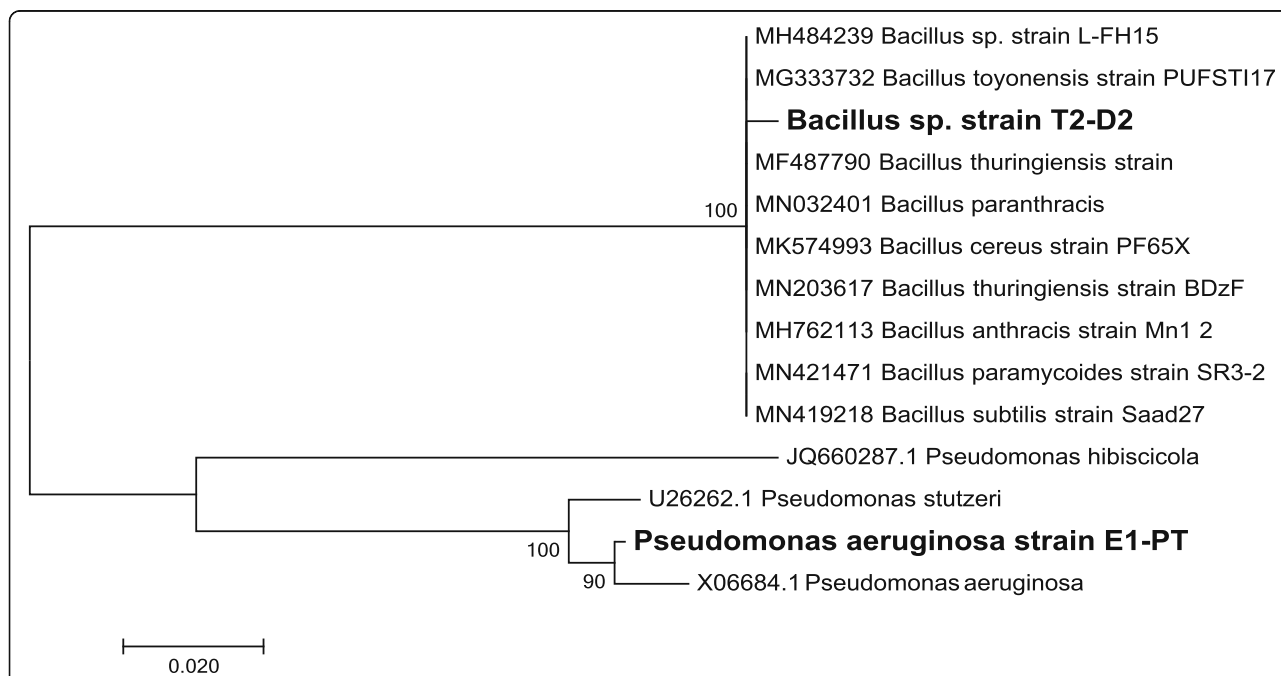 MH484239 Bacillus sp. strain L-FH15
MG333732 Bacillus toyonensis strain PUFSTI17
Bacillus sp. strain T2-D2
MF487790 Bacillus thuringiensis strain
MN032401 Bacillus paranthracis
100
MK574993 Bacillus cereus strain PF65X
MN203617 Bacillus thuringiensis strain BDzF
MH762113 Bacillus anthracis strain Mn1 2
MN421471 Bacillus paramycoides strain SR3-2
MN419218 Bacillus subtilis strain Saad27
JQ660287.1 Pseudomonas hibiscicola
U26262.1 Pseudomonas stutzeri
Pseudomonas aeruginosa strain E1-PT
100
90
X06684.1 Pseudomonas aeruginosa
0.020